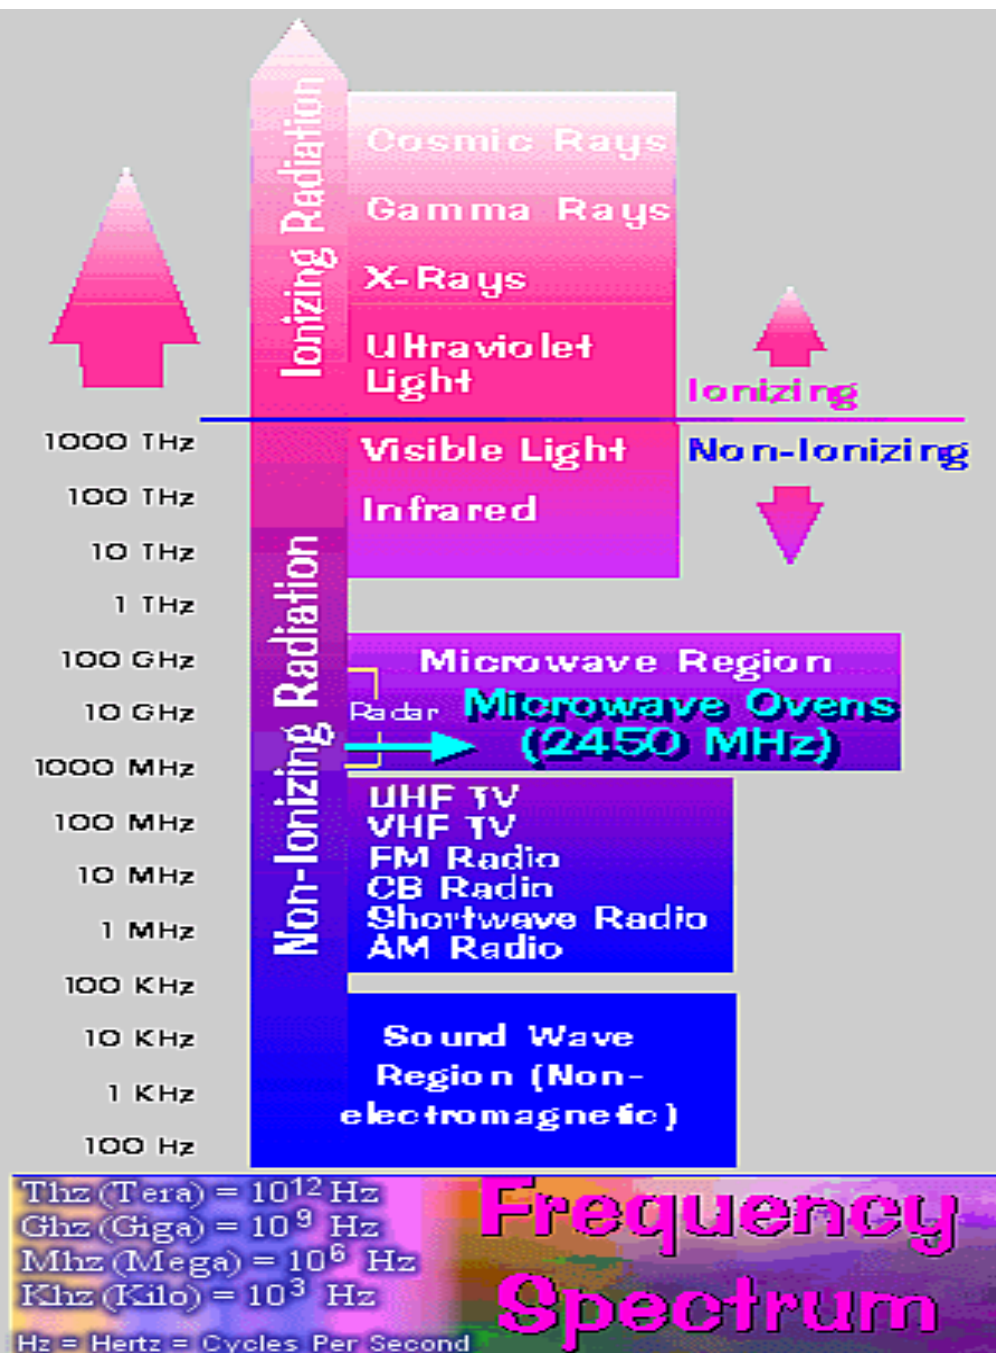 Ionizing Radiation
Cosmic Rays
Gamma Rays
X-Rays
Ultraviolet
Light
Ionizing
Non-Ionizing Radiation
Visible Light
Non-Ionizing
Infrared
1000 THz
100 THz
10 THz
1 THz
100 GHz
10 GHz
1000 MHz
100 MHz
10 MHz
1 MHz
100 KHz
10 KHz
1 KHz
100 Hz
Microwave Region
Radar
Microwave Ovens
(2450 MHz)
UHF TV
VHF TV
FM Radio
CB Radin
Shortwave Radio
AM Radio
Sound Wave
Region (Non-
electromagnetic)
Thz (Tera) = 10¹² Hz
Ghz (Giga) = 10⁹ Hz
Mhz (Mega) = 10⁶ Hz
Khz (Kilo) = 10³ Hz
Hz = Hertz = Cycles Per Second
Frequency
Spectrum